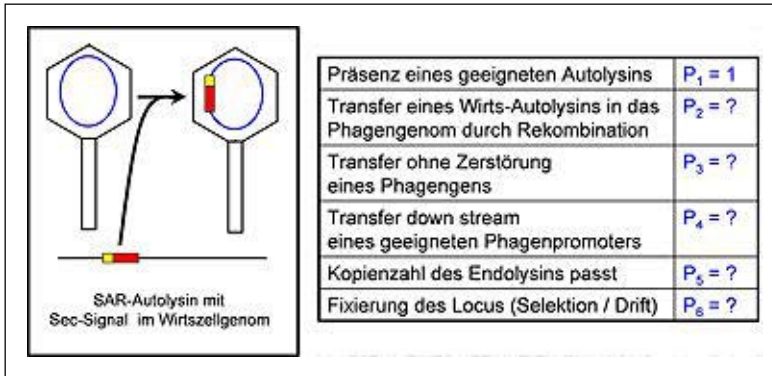 SAR-Autolysin mit
Sec-Signal im Wirtszellgenom
Präsenz eines geeigneten Autolysins P1 = 1
Transfer eines Wirts-Autolysins in das
Phagengenom durch Rekombination P2 = ?
Transfer ohne Zerstörung
eines Phagengens P3 = ?
Transfer down stream
eines geeigneten Phagenpromoters P4 = ?
Kopienzahl des Endolysins passt P5 = ?
Fixierung des Locus (Selektion / Drift) P6 = ?